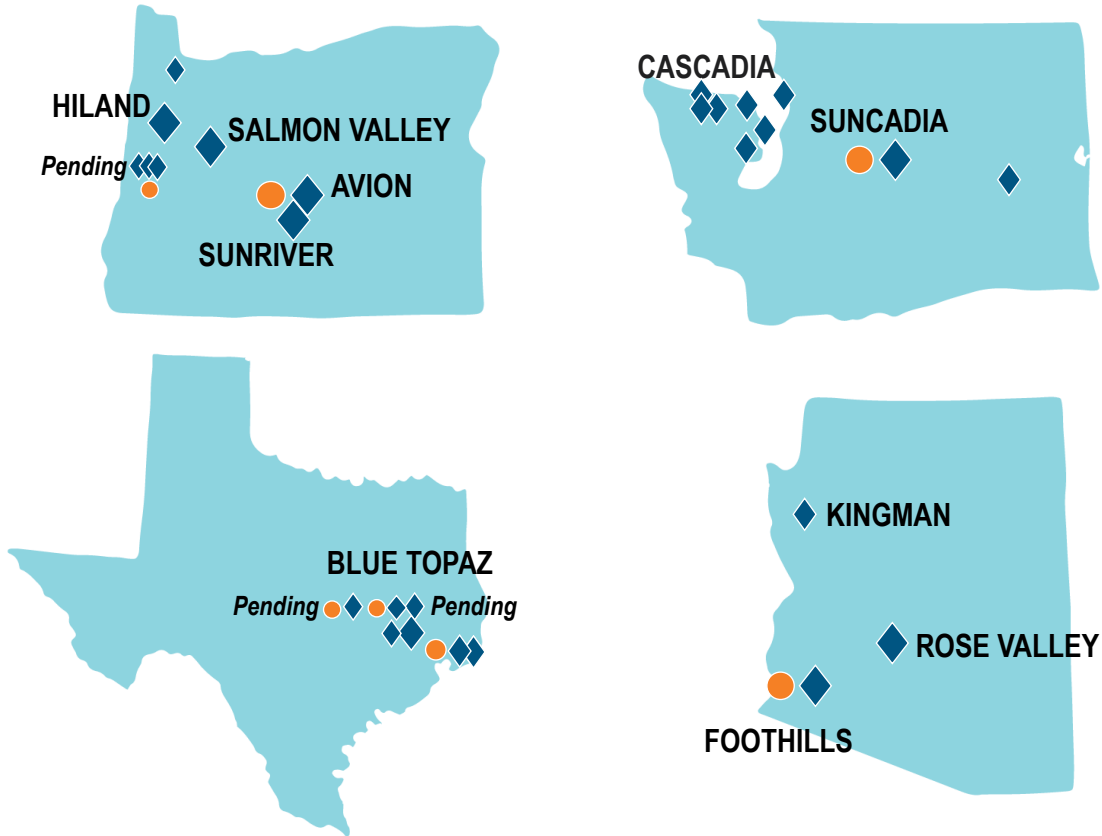 HILAND
SALMON VALLEY
Pending
AVION
SUNRIVER
CASCADIA
SUNCADIA
BLUE TOPAZ
Pending
Pending
KINGMAN
ROSE VALLEY
FOOTHILLS